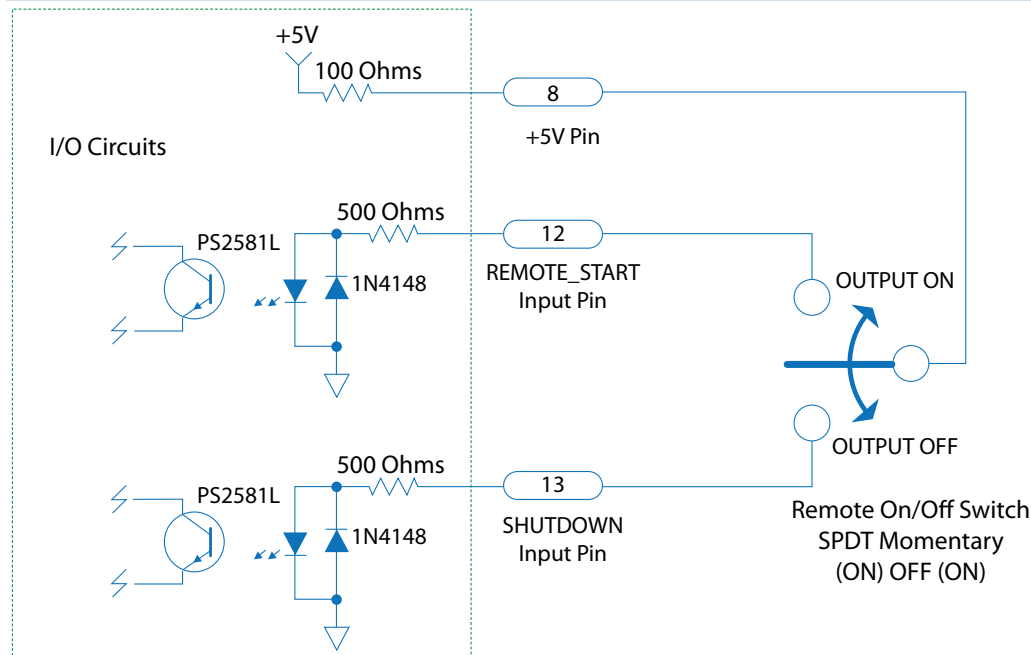 +5V
100 Ohms
8
+5V Pin
I/O Circuits
500 Ohms
PS2581L
12
1N4148
REMOTE_START
Input Pin
OUTPUT ON
OUTPUT OFF
500 Ohms
PS2581L
13
1N4148
SHUTDOWN
Input Pin
Remote On/Off Switch
SPDT Momentary
(ON) OFF (ON)